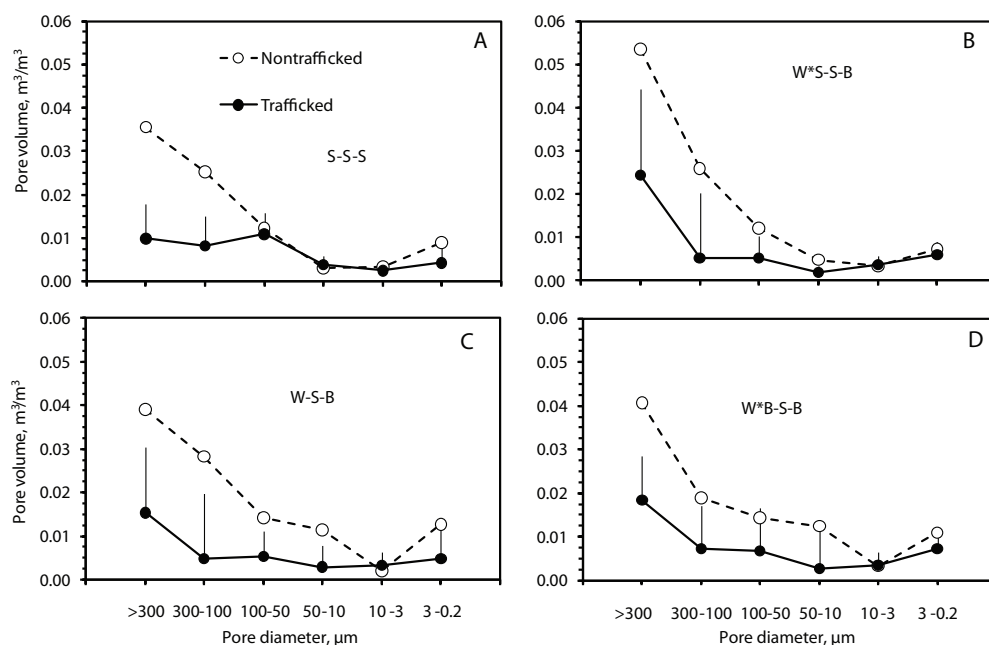 0.06
0.05
0.04
0.03
0.02
0.01
0.00
Pore volume, m³/m³
A
Nontrafficked
Trafficked
S-S-S
0.06
0.05
0.04
0.03
0.02
0.01
0.00
B
W*S-S-B
0.06
0.05
0.04
0.03
0.02
0.01
0.00
Pore volume, m³/m³
C
W-S-B
>300 300-100 100-50 50-10 10-3 3 -0.2
Pore diameter, µm
0.06
0.05
0.04
0.03
0.02
0.01
0.00
D
W*B-S-B
>300 300-100 100-50 50-10 10-3 3 -0.2
Pore diameter, µm